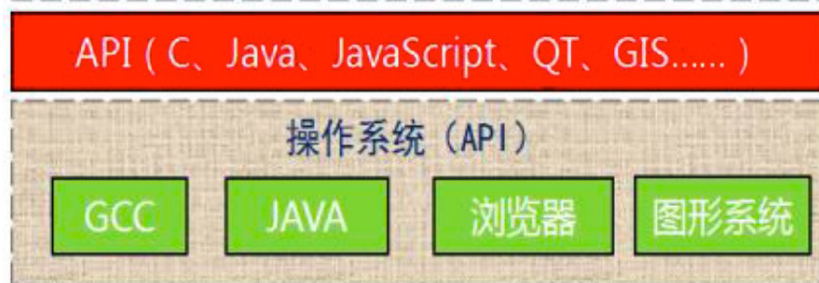 API（C、Java、JavaScript、QT、GIS......）
操作系统（API）
GCC JAVA 浏览器 图形系统